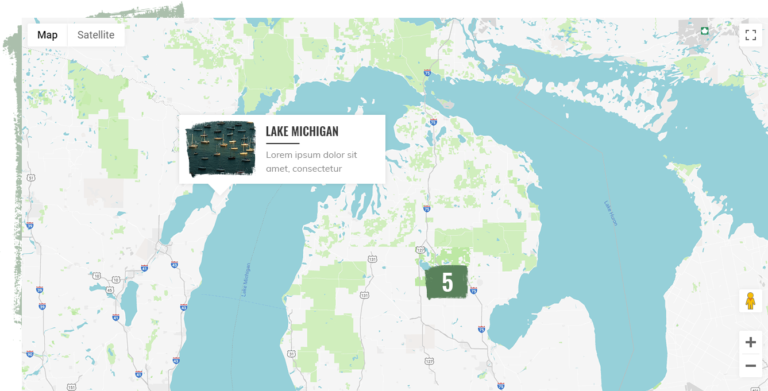 Map
Satellite
LAKE MICHIGAN
Lorem ipsum dolor sit
amet, consectetur
Lake Huron
Lake Michigan
5